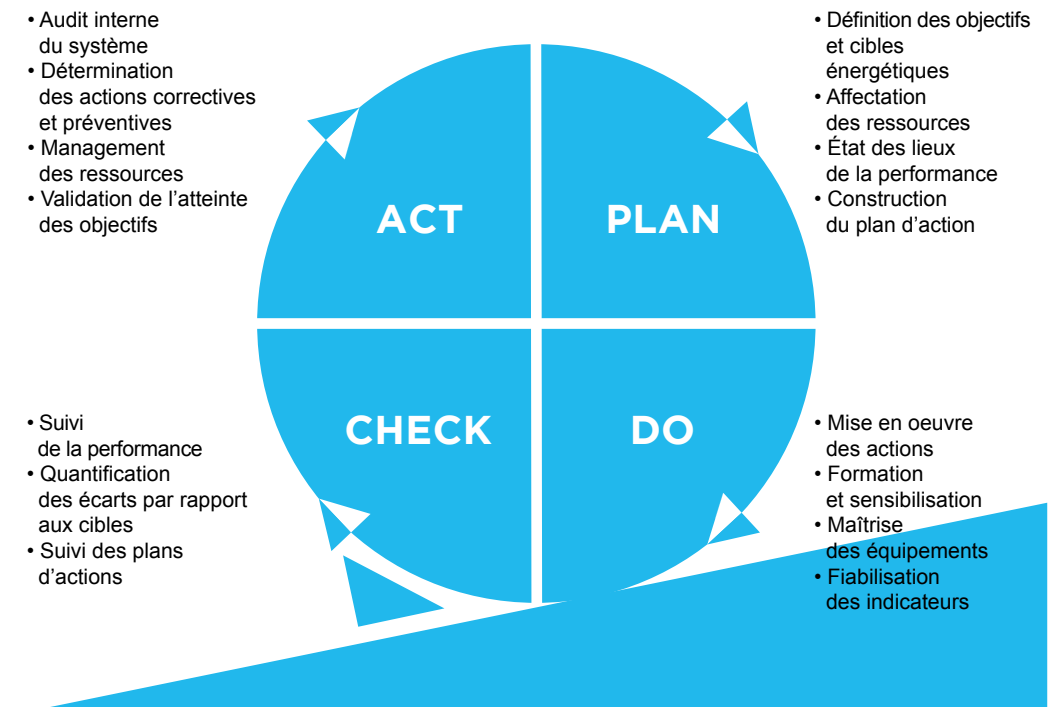 • Audit interne
du système
• Détermination
des actions correctives
et préventives
• Management
des ressources
• Validation de l’atteinte
des objectifs
ACT
PLAN
• Définition des objectifs
et cibles
énergétiques
• Affectation
des ressources
• État des lieux
de la performance
• Construction
du plan d’action
• Suivi
de la performance
• Quantification
des écarts par rapport
aux cibles
• Suivi des plans
d’actions
CHECK
DO
• Mise en oeuvre
des actions
• Formation
et sensibilisation
• Maîtrise
des équipements
• Fiabilisation
des indicateurs